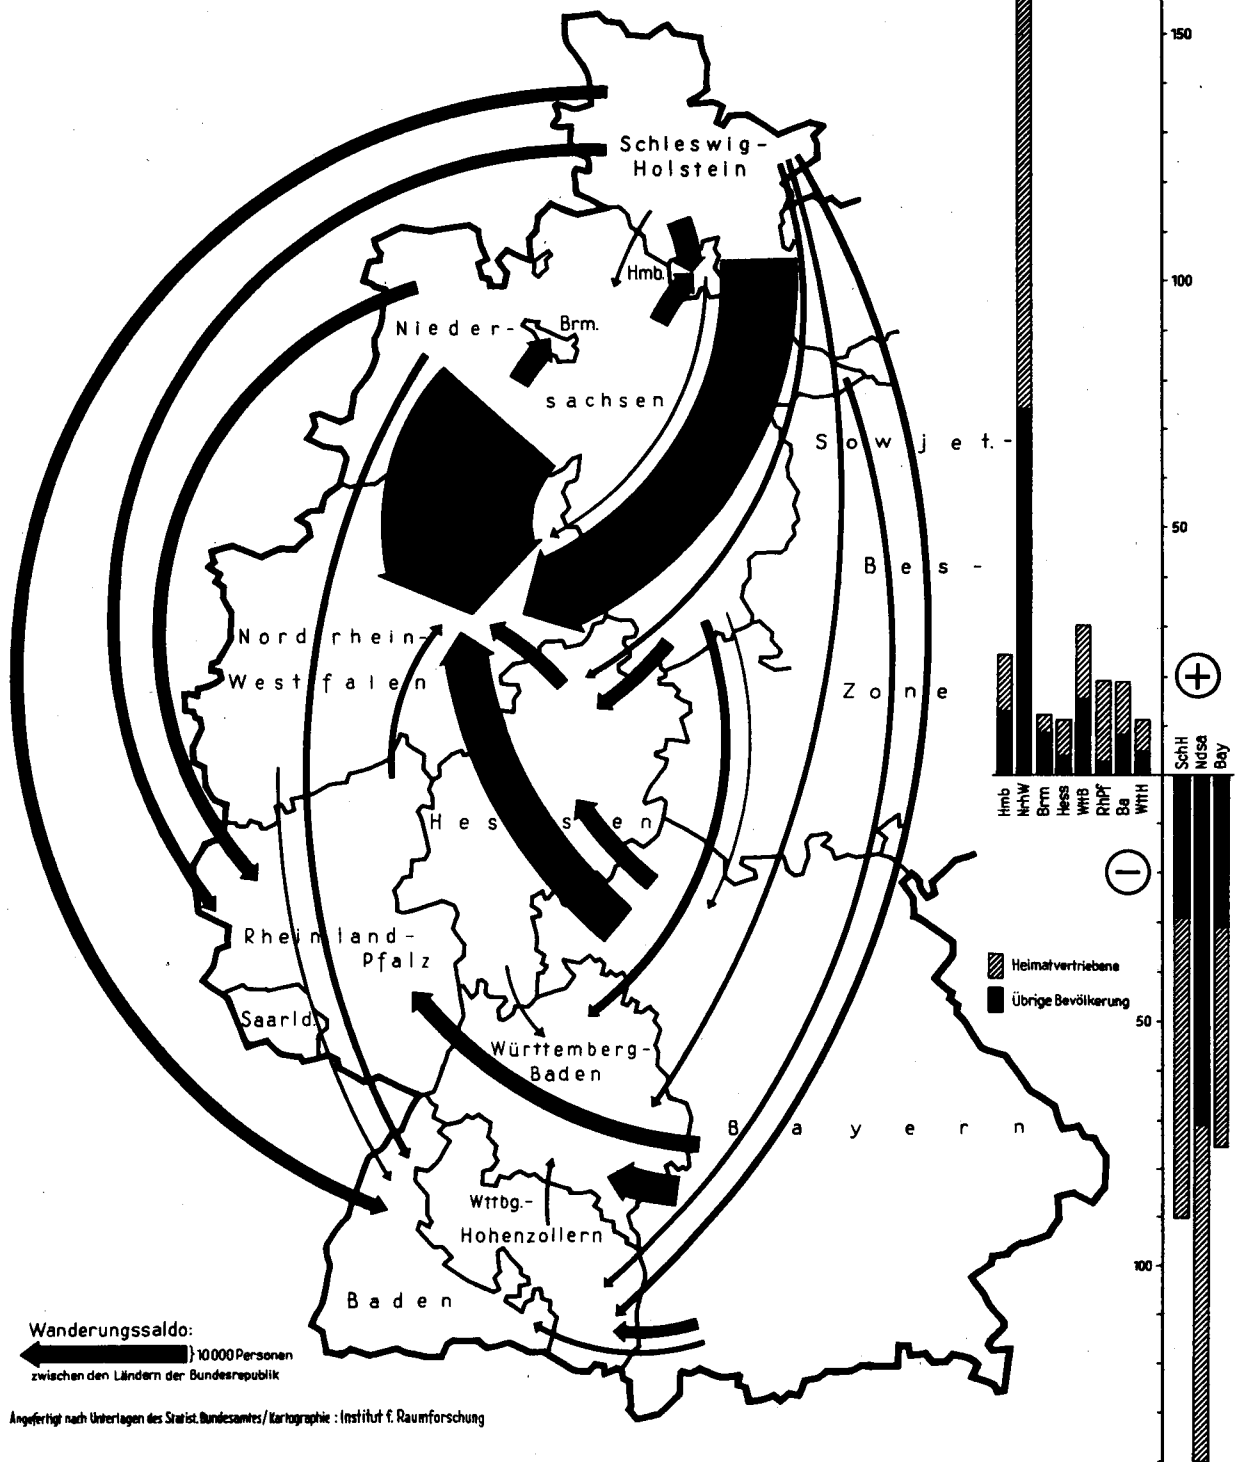 Schleswig-
Holstein
Hmb.
Nieder-
Brm.
sachsen
Sowjet.-
Bes-
Zone
Nordrhein-
Westfalen
Hessen
Rheinland-
Pfalz
Saarld.
Württemberg-
Baden
Bayern
Wttbg.-
Hohenzollern
Baden
150
100
50
+
SchH
Ndsa
Bay
Hmb
NrhW
Brm
Hess
WttB
RhPf
Ba
WttH
−
Heimatvertriebene
Übrige Bevölkerung
50
100
Wanderungssaldo:
} 10 000 Personen
zwischen den Ländern der Bundesrepublik
Angefertigt nach Unterlagen des Statist. Bundesamtes / Kartographie : Institut f. Raumforschung